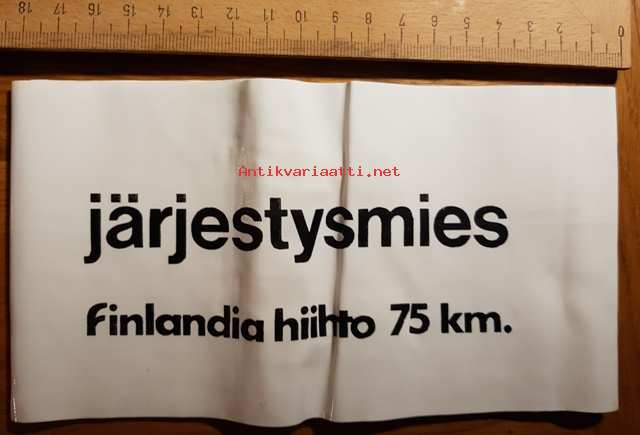 18 17 16 15 14 13 12 11 10 9 8 7 6 5 4 3 2 1 0
Antikvariaatti.net
järjestysmies
Finlandia hiihto 75 km.